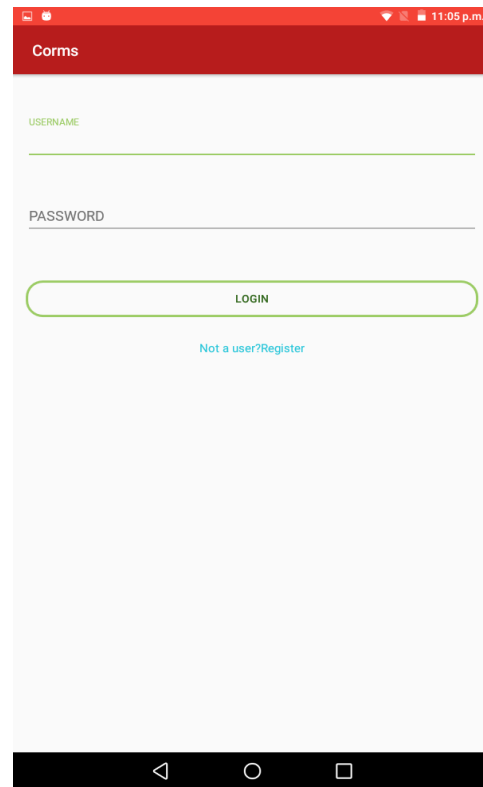 11:05 p.m.
Corms
USERNAME
PASSWORD
LOGIN
Not a user?Register